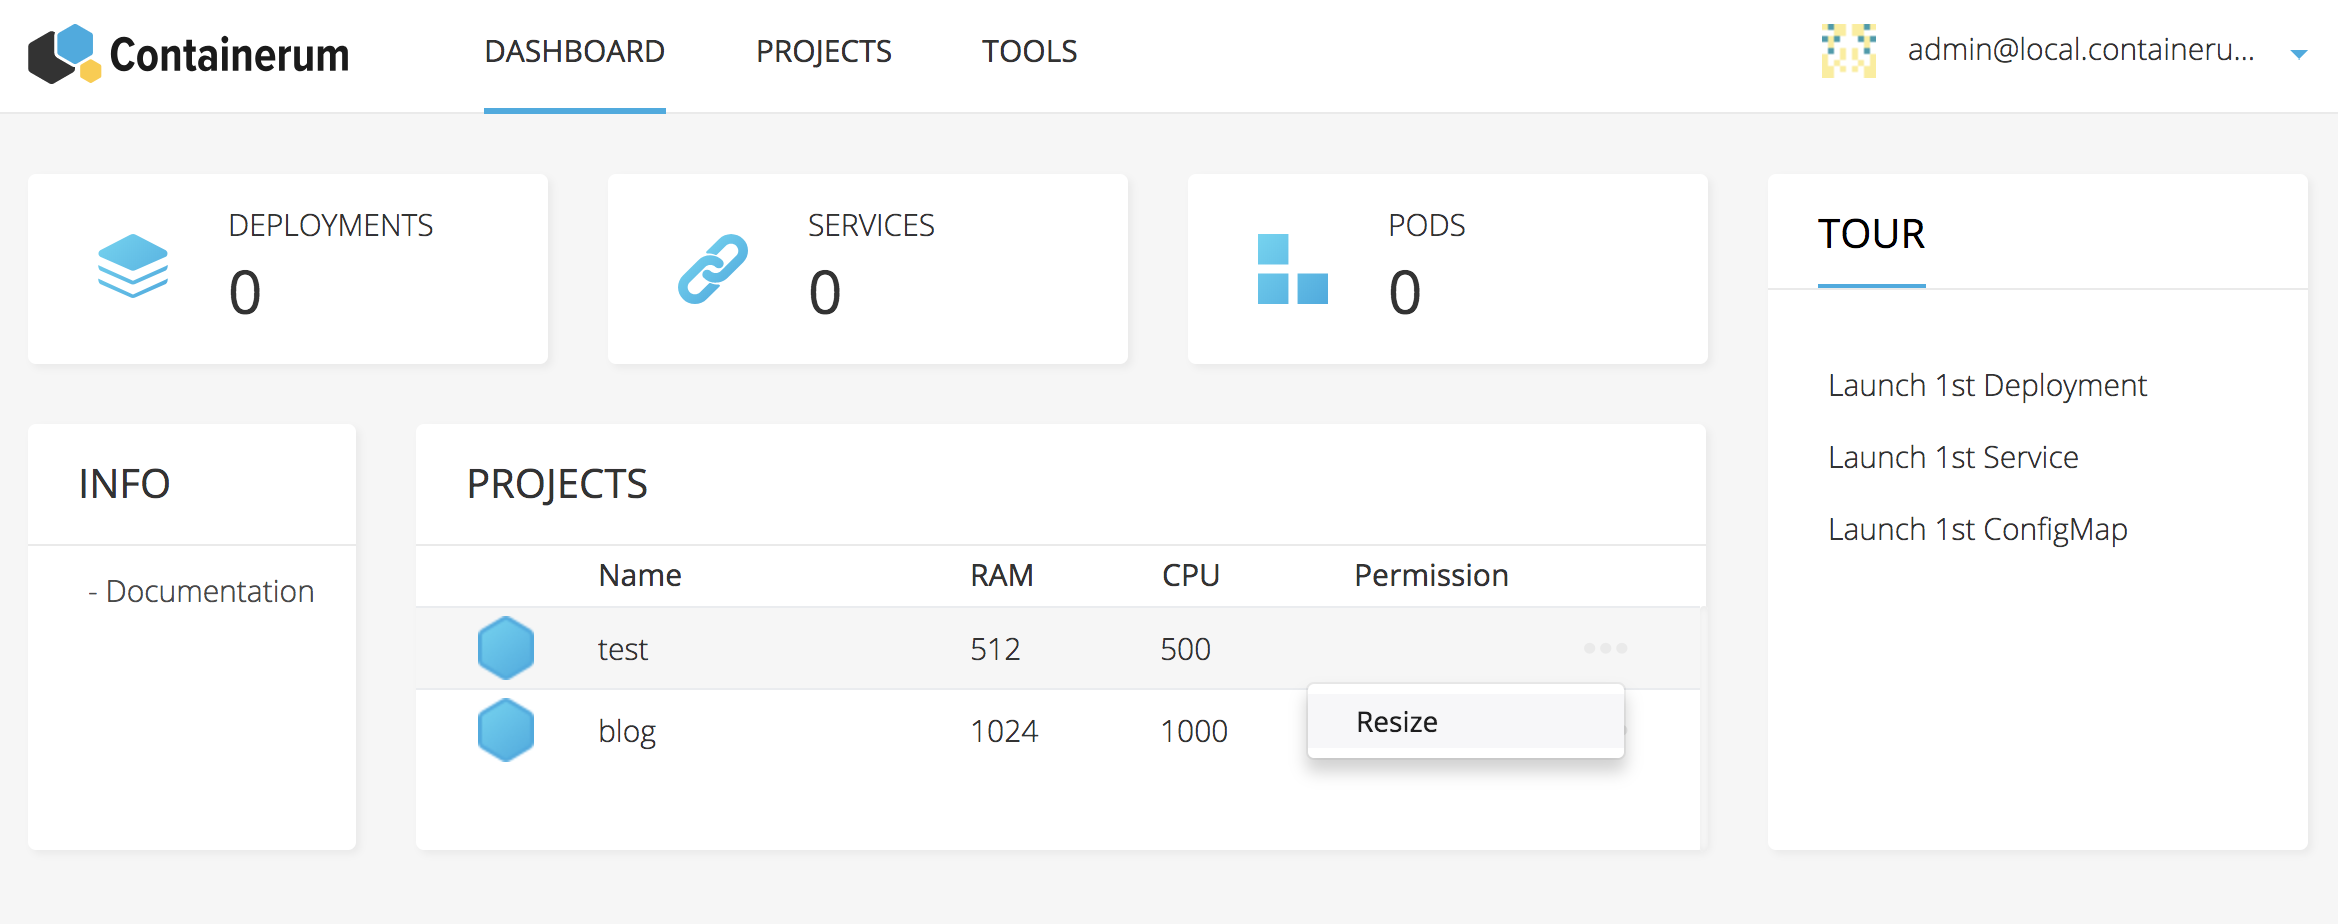 Containerum
DASHBOARD
PROJECTS
TOOLS
admin@local.containeru...
DEPLOYMENTS
0
SERVICES
0
PODS
0
TOUR
Launch 1st Deployment
Launch 1st Service
Launch 1st ConfigMap
INFO
- Documentation
PROJECTS
Name RAM CPU Permission
test 512 500
blog 1024 1000
Resize